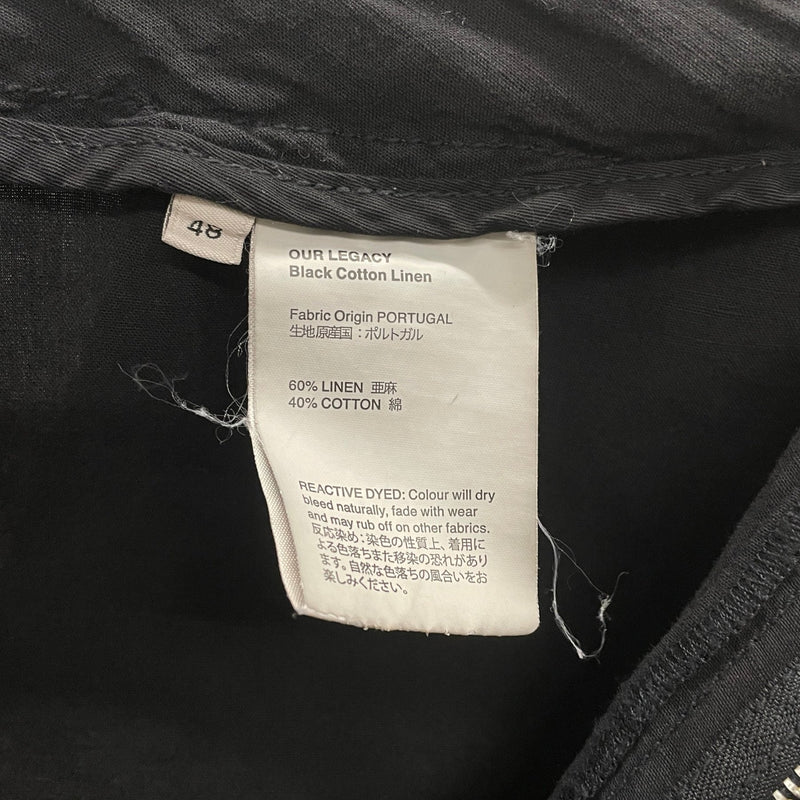 48
OUR LEGACY
Black Cotton Linen
Fabric Origin PORTUGAL
生地原産国：ポルトガル
60% LINEN 亜麻
40% COTTON 綿
REACTIVE DYED: Colour will dry
bleed naturally, fade with wear
and may rub off on other fabrics.
反応染め：染色の性質上、着用に
よる色落ちまた移染の恐れがあり
ます。自然な色落ちの風合いをお
楽しみください。